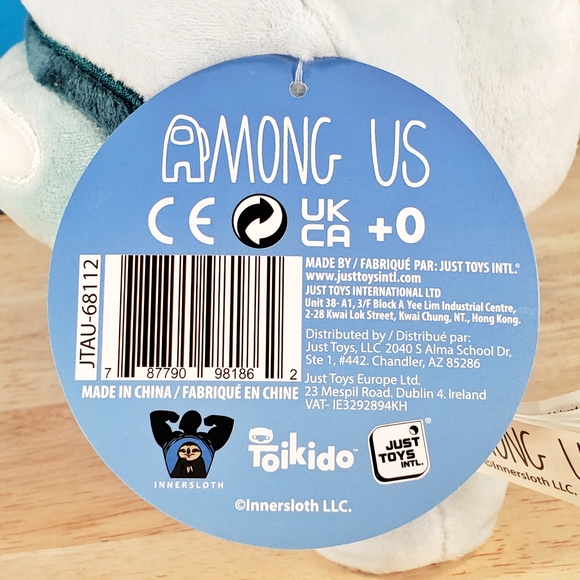 AMONG US
CE UK CA +0
JTAU-68112
7 87790 98186 2
MADE IN CHINA / FABRIQUÉ EN CHINE
MADE BY / FABRIQUÉ PAR: JUST TOYS INTL.®
www.justtoysintl.com
JUST TOYS INTERNATIONAL LTD
Unit 38- A1, 3/F Block A Yee Lim Industrial Centre,
2-28 Kwai Lok Street, Kwai Chung, NT., Hong Kong.
Distributed by / Distribué par:
Just Toys, LLC 2040 S Alma School Dr,
Ste 1, #442. Chandler, AZ 85286
Just Toys Europe Ltd.
23 Mespil Road. Dublin 4. Ireland
VAT- IE3292894KH
INNERSLOTH
Toikido™
JUST
TOYS
INTL.
©Innersloth LLC.
MONG U
©Innersloth LLC.